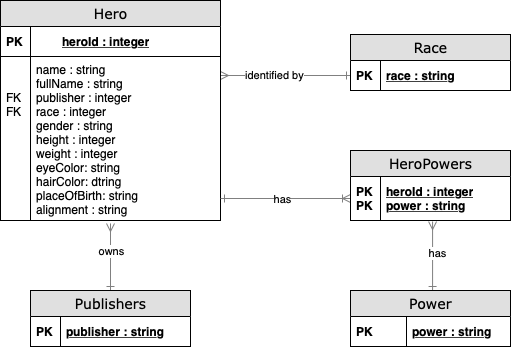 Hero
PK heroId : integer
name : string
fullName : string
FK publisher : integer
FK race : integer
gender : string
height : integer
weight : integer
eyeColor: string
hairColor: dtring
placeOfBirth: string
alignment : string
identified by
Race
PK race : string
has
HeroPowers
PK heroId : integer
PK power : string
owns
has
Publishers
PK publisher : string
Power
PK power : string